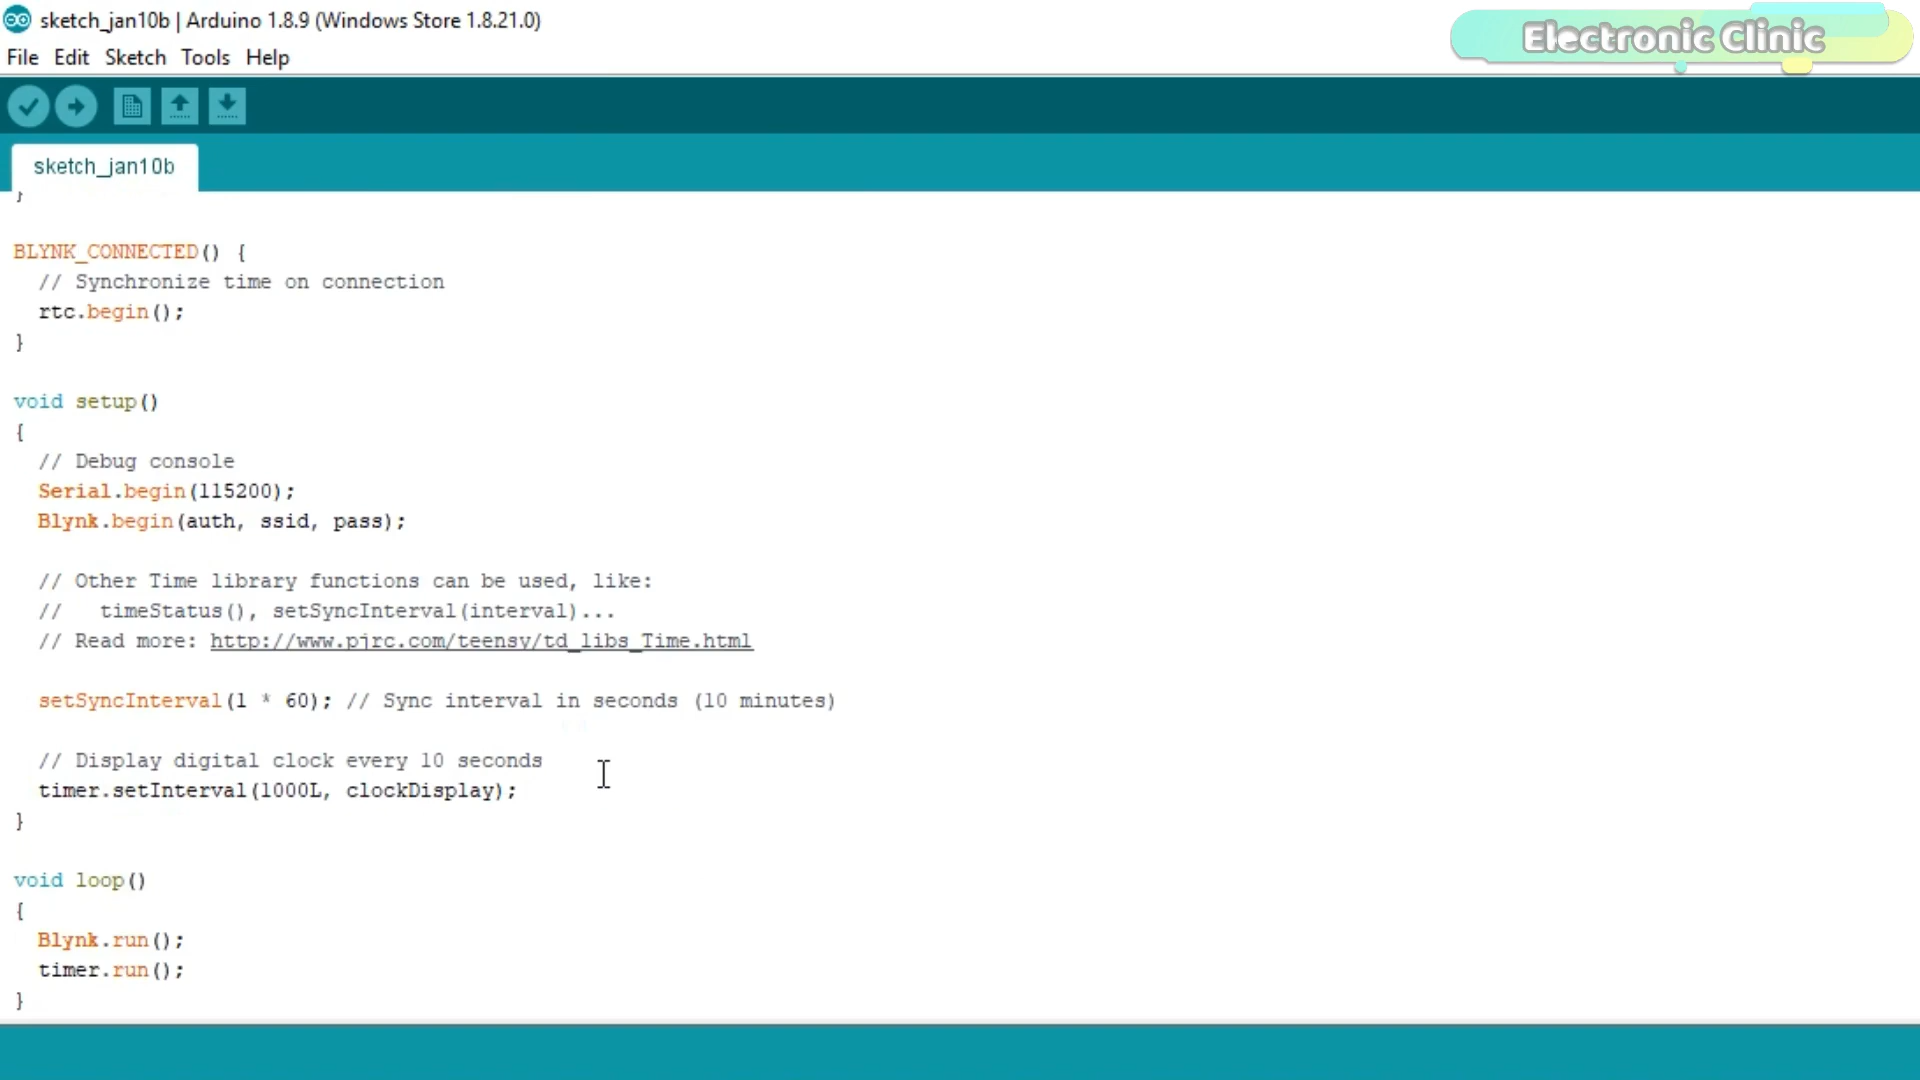 sketch_jan10b | Arduino 1.8.9 (Windows Store 1.8.21.0)
Electronic Clinic
File Edit Sketch Tools Help
sketch_jan10b
}
BLYNK_CONNECTED() {
// Synchronize time on connection
rtc.begin();
}
void setup()
{
// Debug console
Serial.begin(115200);
Blynk.begin(auth, ssid, pass);
// Other Time library functions can be used, like:
// timeStatus(), setSyncInterval(interval)...
// Read more: http://www.pjrc.com/teensy/td_libs_Time.html
setSyncInterval(1 * 60); // Sync interval in seconds (10 minutes)
// Display digital clock every 10 seconds
timer.setInterval(1000L, clockDisplay);
}
void loop()
{
Blynk.run();
timer.run();
}